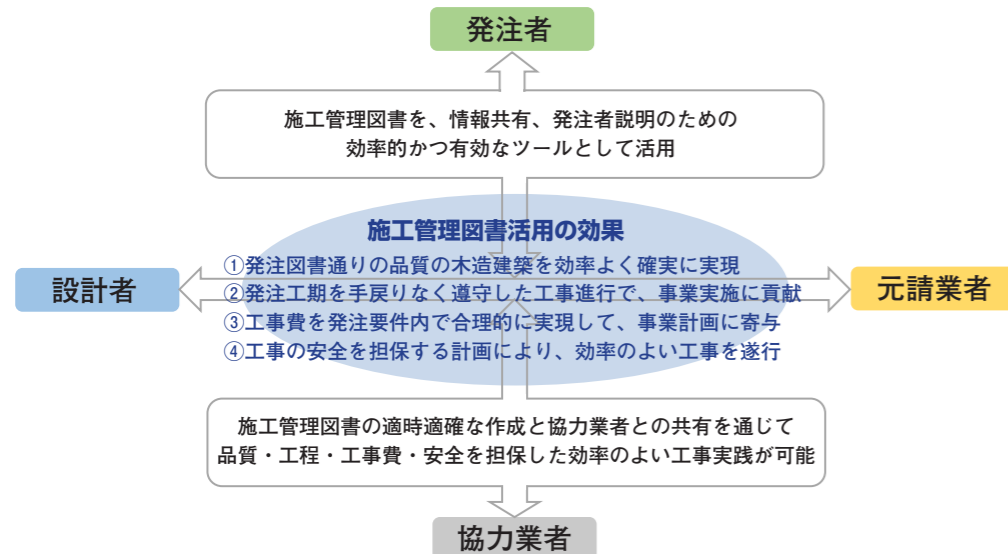 発注者
施工管理図書を、情報共有、発注者説明のための
効率的かつ有効なツールとして活用
施工管理図書活用の効果
①発注図書通りの品質の木造建築を効率よく確実に実現
設計者
②発注工期を手戻りなく遵守した工事進行で、事業実施に貢献
元請業者
③工事費を発注要件内で合理的に実現して、事業計画に寄与
④工事の安全を担保する計画により、効率のよい工事を遂行
施工管理図書の適時適確な作成と協力業者との共有を通じて
品質・工程・工事費・安全を担保した効率のよい工事実践が可能
協力業者